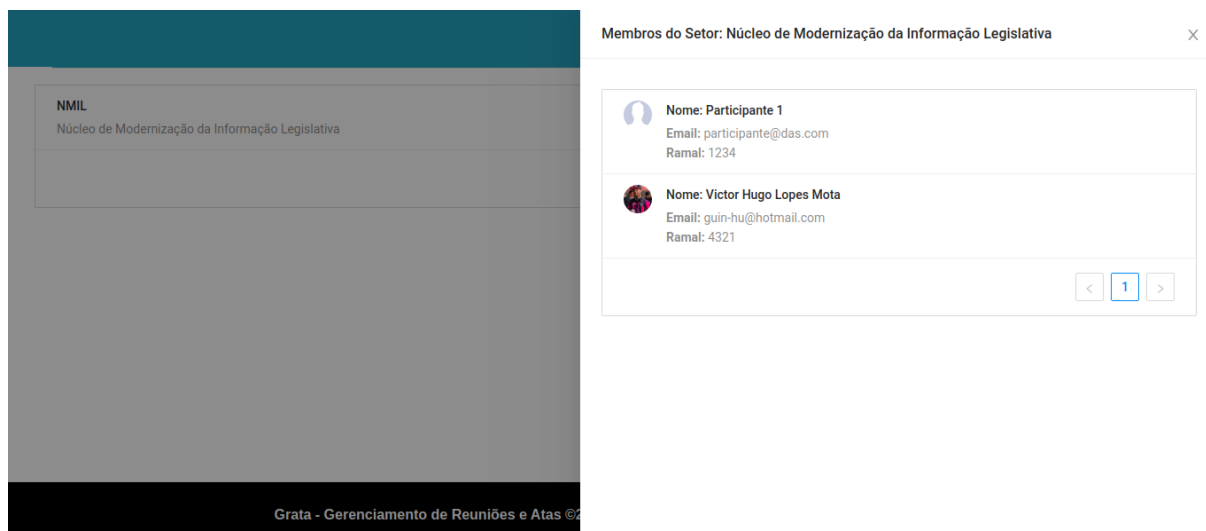 NMIL
Núcleo de Modernização da Informação Legislativa
Grata - Gerenciamento de Reuniões e Atas ©
Membros do Setor: Núcleo de Modernização da Informação Legislativa
Nome: Participante 1
Email: participante@das.com
Ramal: 1234
Nome: Victor Hugo Lopes Mota
Email: guin-hu@hotmail.com
Ramal: 4321
< 1 >